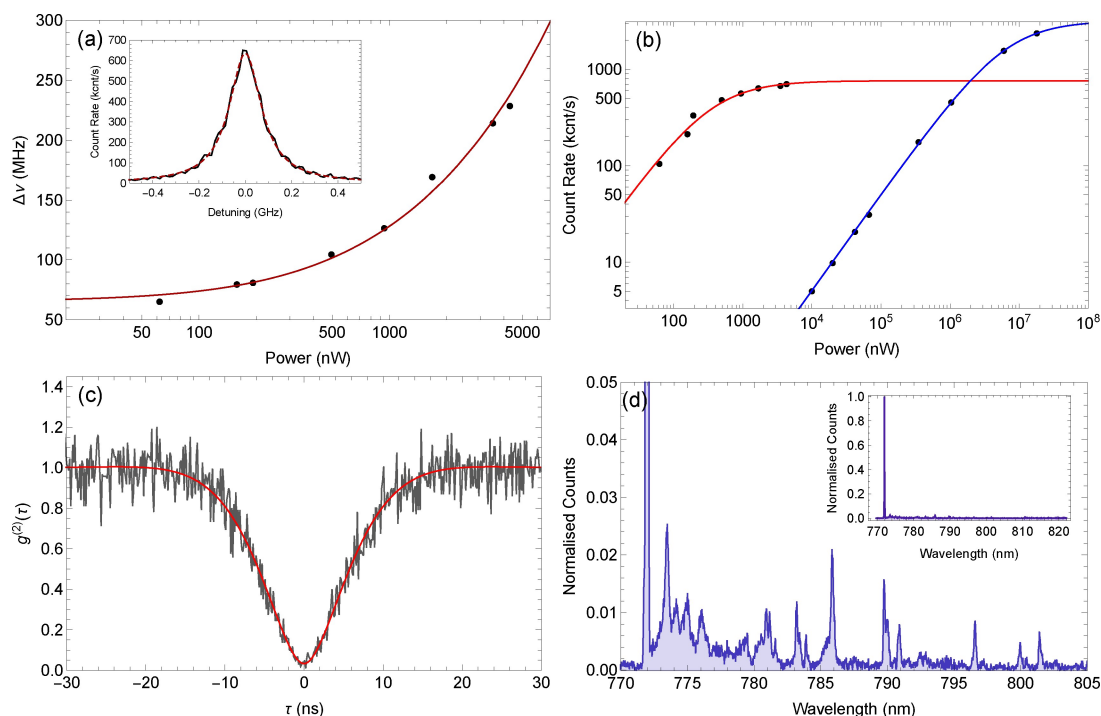 (a)
300
250
200
150
100
50
Δν (MHz)
50 100 500 1000 5000
Power (nW)
700
600
500
400
300
200
100
0
Count Rate (kcnt/s)
−0.4 −0.2 0.0 0.2 0.4
Detuning (GHz)
(b)
1000
500
100
50
10
5
Count Rate (kcnt/s)
100 1000 10⁴ 10⁵ 10⁶ 10⁷ 10⁸
Power (nW)
(c)
1.4
1.2
1.0
0.8
0.6
0.4
0.2
0.0
g⁽²⁾(τ)
−30 −20 −10 0 10 20 30
τ (ns)
(d)
0.05
0.04
0.03
0.02
0.01
0.00
Normalised Counts
770 775 780 785 790 795 800 805
Wavelength (nm)
1.0
0.8
0.6
0.4
0.2
0.0
Normalised Counts
770 780 790 800 810 820
Wavelength (nm)